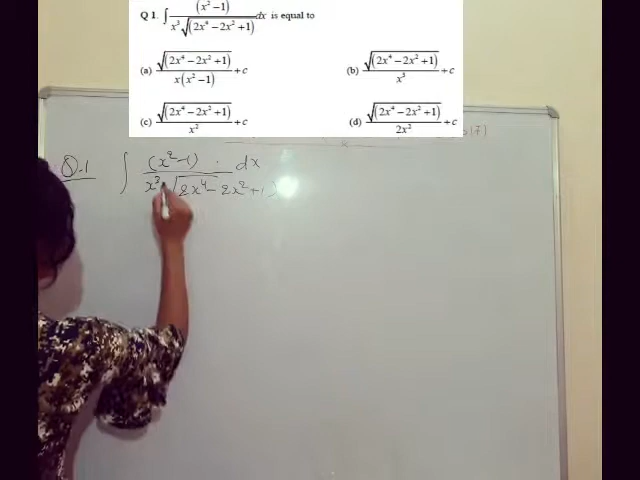 Q 1. ∫ (x² − 1) / x³ √(2x⁴ − 2x² + 1) dx is equal to
(a) √(2x⁴ − 2x² + 1) / x(x² − 1) + c
(b) √(2x⁴ − 2x² + 1) / x³ + c
(c) √(2x⁴ − 2x² + 1) / x² + c
(d) √(2x⁴ − 2x² + 1) / 2x² + c
Q.1 ∫ (x² − 1) . / x³ √2x⁴ − 2x² + 1) dx